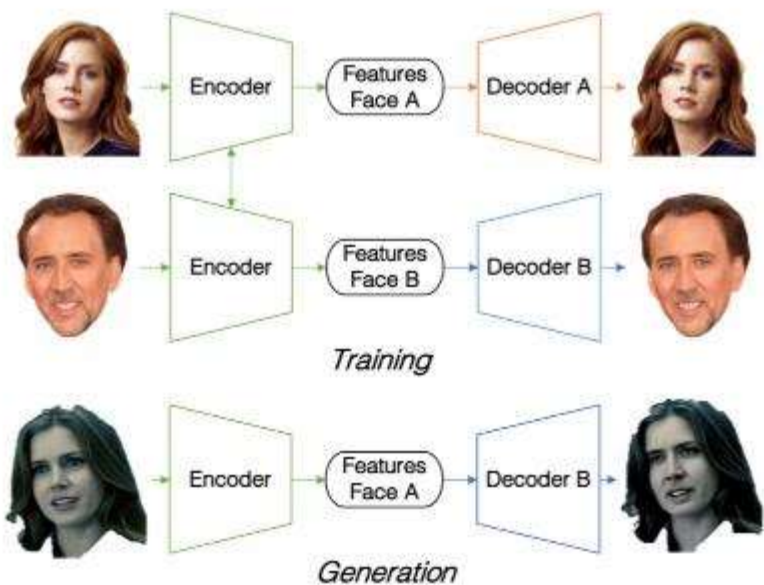 Encoder
Features
Face A
Decoder A
Encoder
Features
Face B
Decoder B
Training
Encoder
Features
Face A
Decoder B
Generation